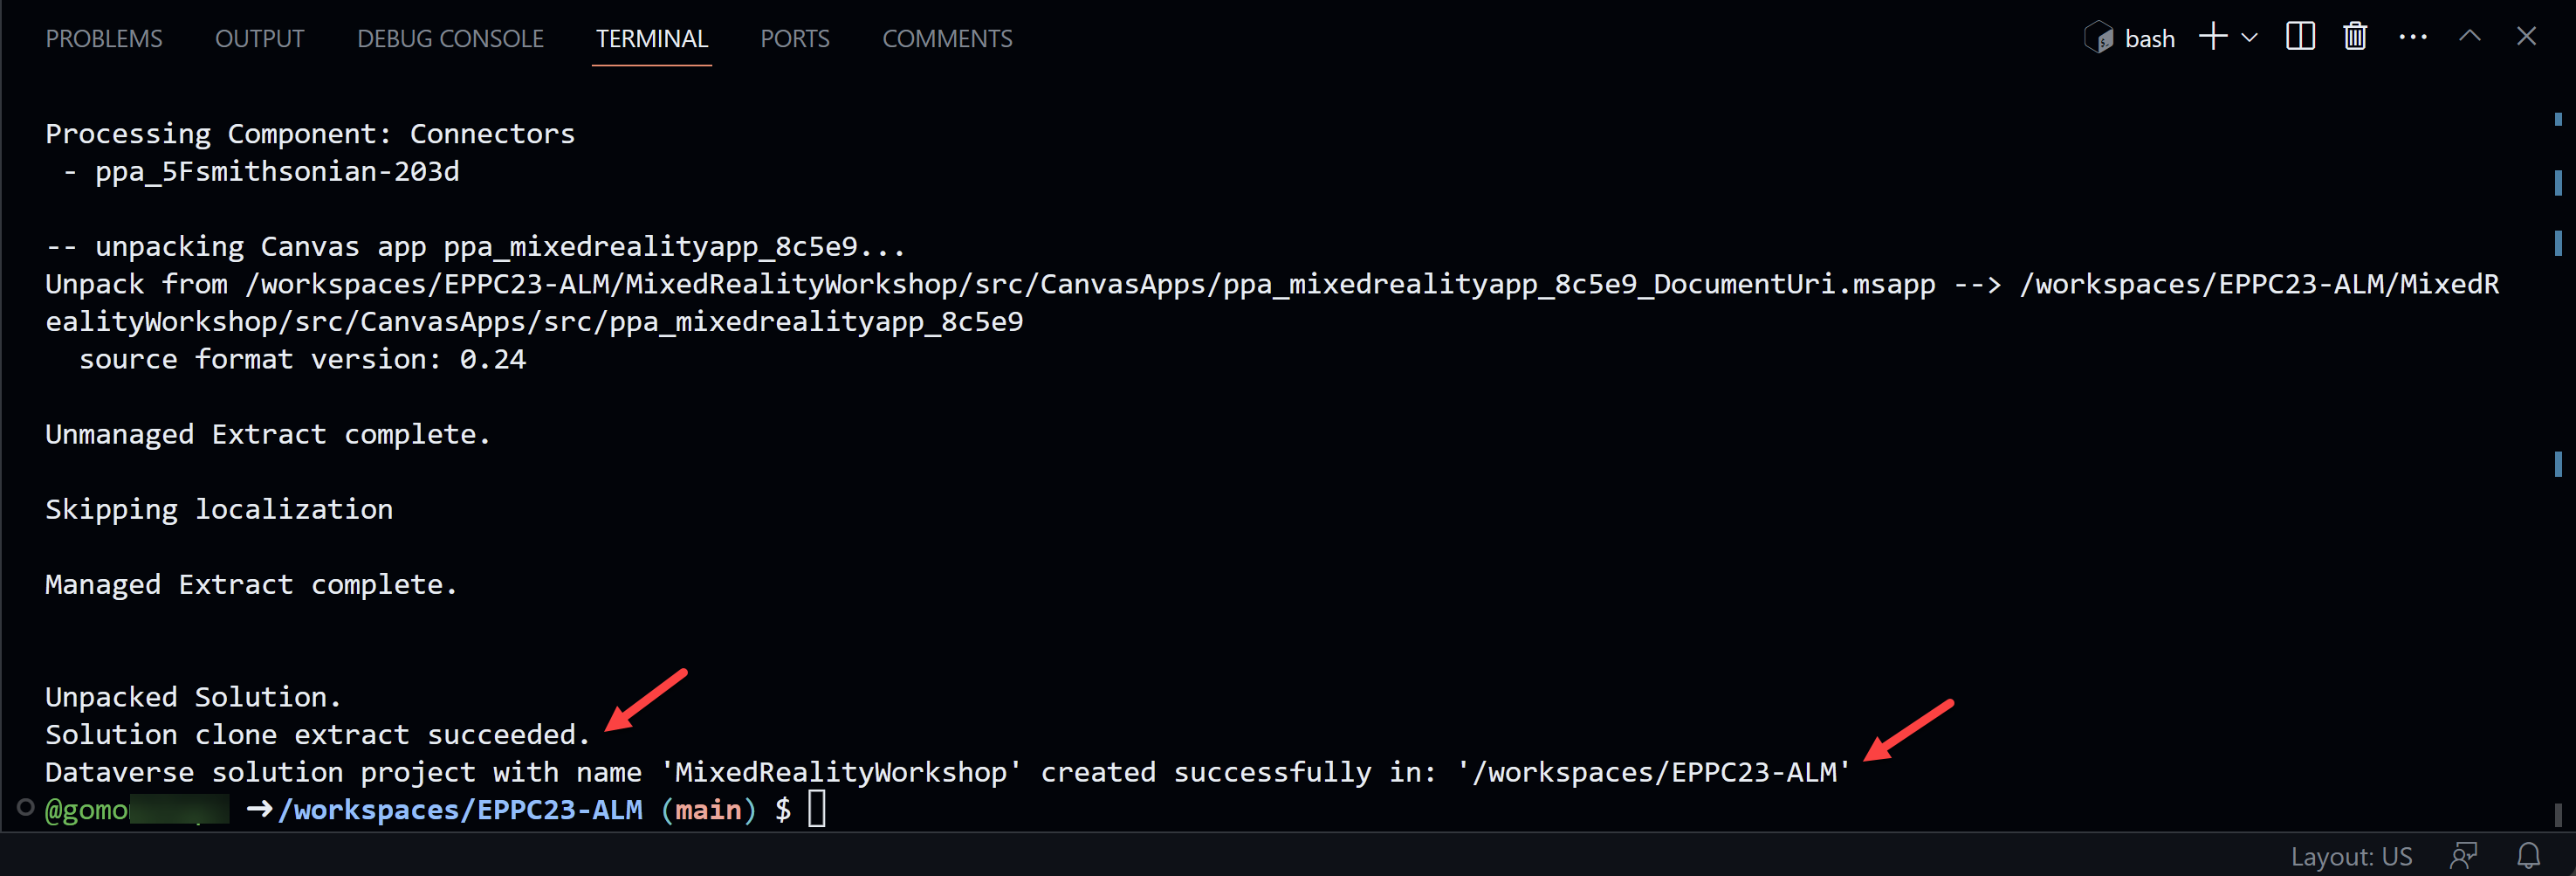 PROBLEMS OUTPUT DEBUG CONSOLE TERMINAL PORTS COMMENTS bash
Processing Component: Connectors
- ppa_5Fsmithsonian-203d
-- unpacking Canvas app ppa_mixedrealityapp_8c5e9...
Unpack from /workspaces/EPPC23-ALM/MixedRealityWorkshop/src/CanvasApps/ppa_mixedrealityapp_8c5e9_DocumentUri.msapp --> /workspaces/EPPC23-ALM/MixedR
ealityWorkshop/src/CanvasApps/src/ppa_mixedrealityapp_8c5e9
source format version: 0.24
Unmanaged Extract complete.
Skipping localization
Managed Extract complete.
Unpacked Solution.
Solution clone extract succeeded.
Dataverse solution project with name 'MixedRealityWorkshop' created successfully in: '/workspaces/EPPC23-ALM'
➜/workspaces/EPPC23-ALM (main) $
Layout: US